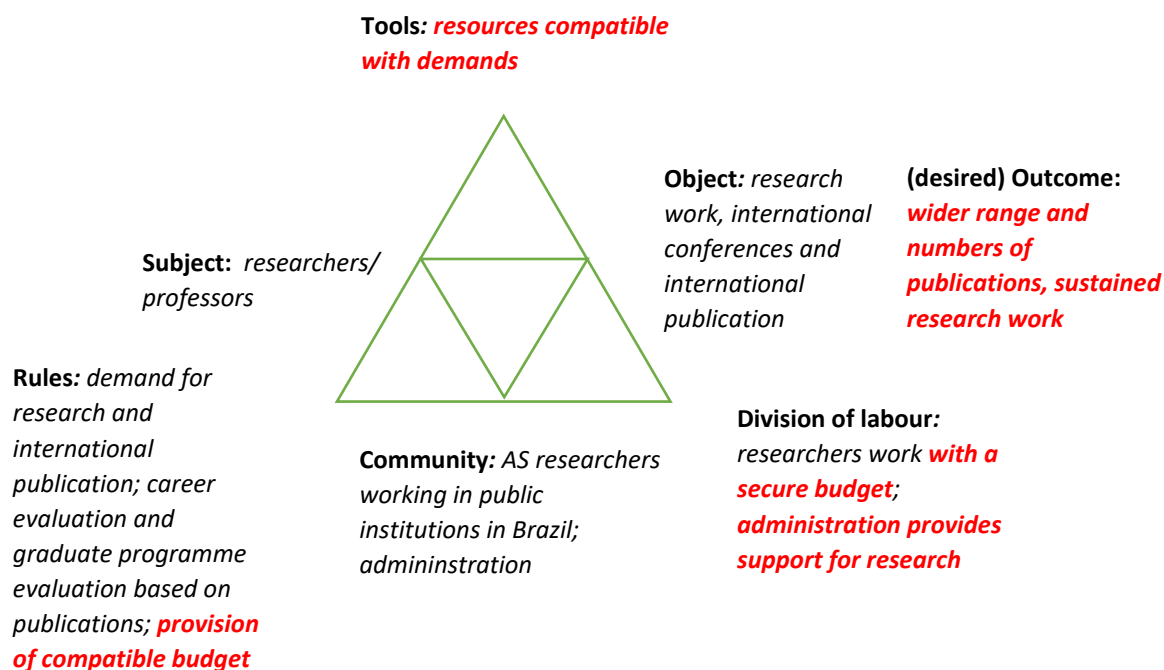 Tools: resources compatible
with demands
Object: research
work, international
conferences and
international
publication
(desired) Outcome:
wider range and
numbers of
publications, sustained
research work
Subject: researchers/
professors
Rules: demand for
research and
international
publication; career
evaluation and
graduate programme
evaluation based on
publications; provision
of compatible budget
Community: AS researchers
working in public
institutions in Brazil;
admininstration
Division of labour:
researchers work with a
secure budget;
administration provides
support for research